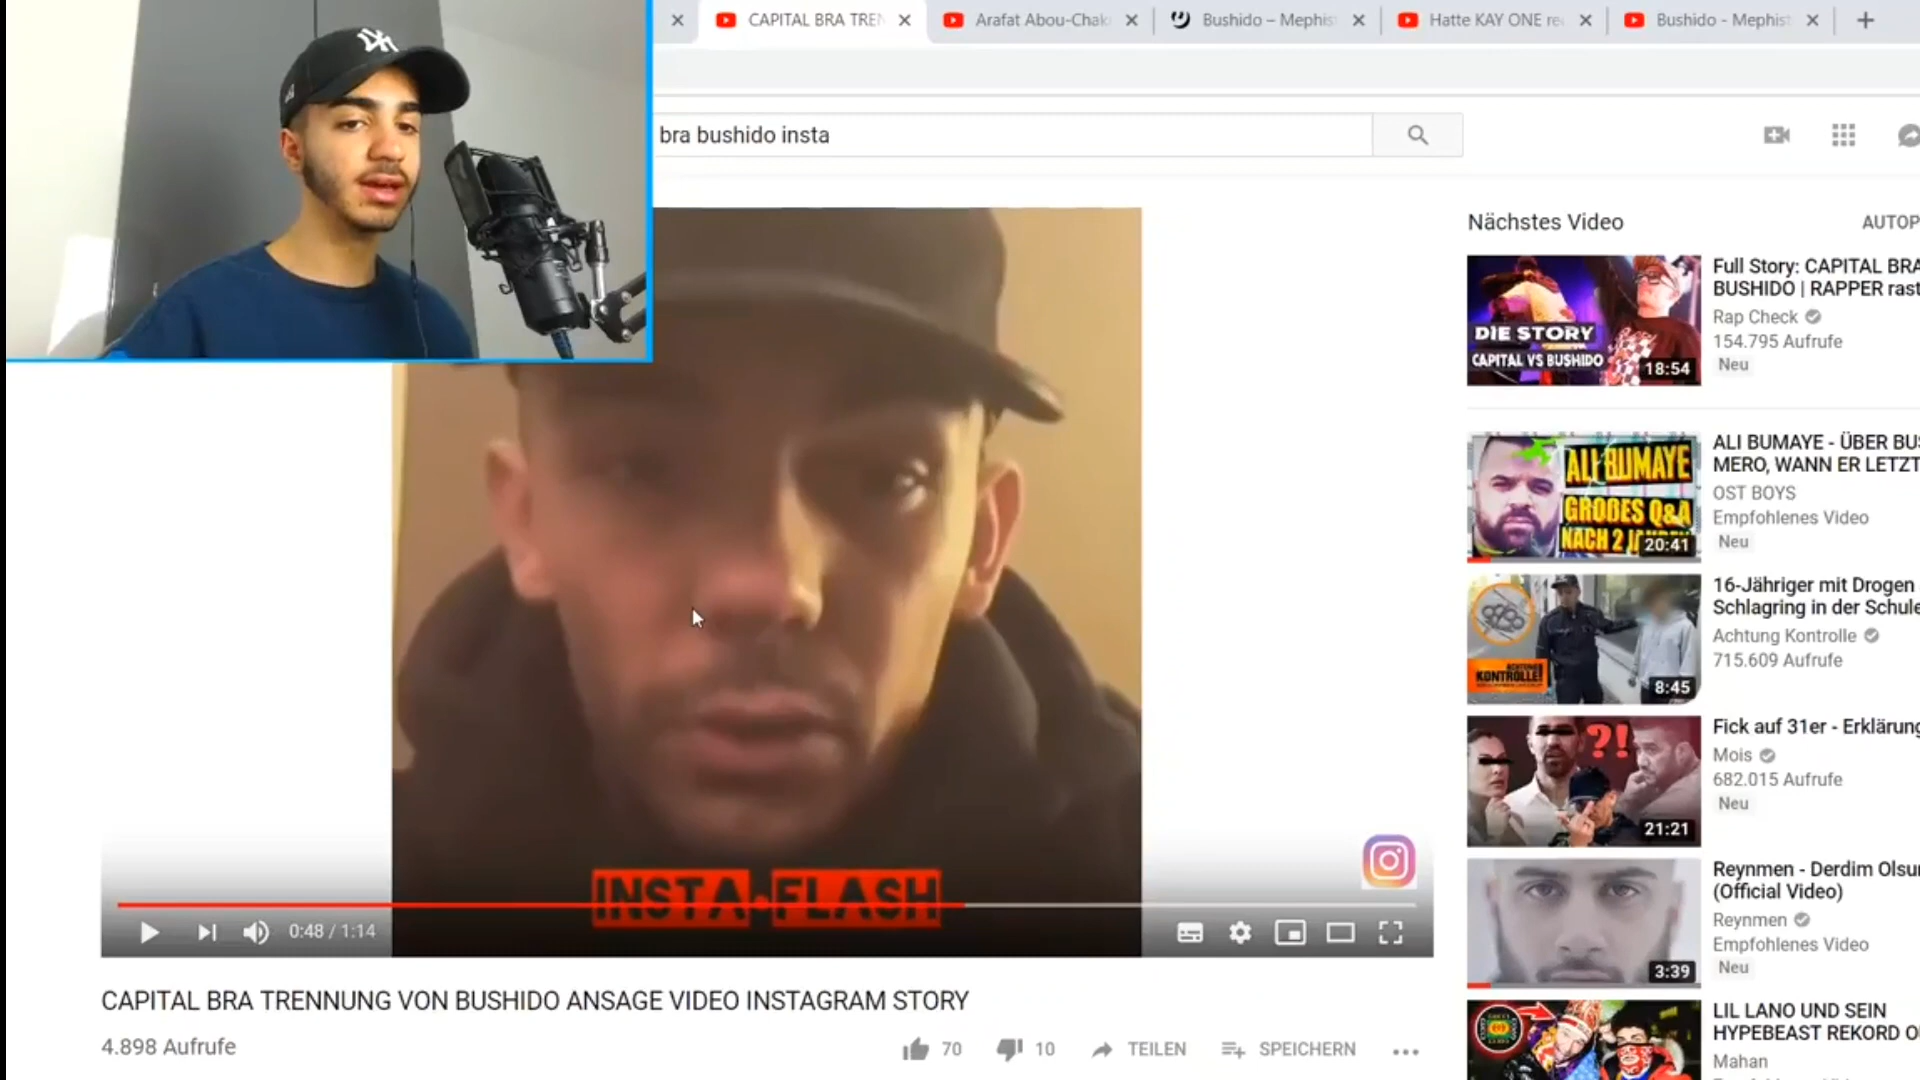 CAPITAL BRA TREN
Arafat Abou-Chak
Bushido – Mephis
Hatte KAY ONE re
Bushido - Mephist
bra bushido insta
Nächstes Video
AUTOP
DIE STORY
CAPITAL VS BUSHIDO
18:54
Full Story: CAPITAL BRA
BUSHIDO | RAPPER rast
Rap Check
154.795 Aufrufe
Neu
ALI BUMAYE
GROẞES Q&A
NACH 2
20:41
ALI BUMAYE - ÜBER BUS
MERO, WANN ER LETZT
OST BOYS
Empfohlenes Video
Neu
KONTROLLE!
8:45
16-Jähriger mit Drogen
Schlagring in der Schule
Achtung Kontrolle
715.609 Aufrufe
?!
21:21
Fick auf 31er - Erklärung
Mois
682.015 Aufrufe
Neu
3:39
Reynmen - Derdim Olsun
(Official Video)
Reynmen
Empfohlenes Video
Neu
LIL LANO UND SEIN
HYPEBEAST REKORD O
Mahan
INSTA-FLASH
0:48 / 1:14
CAPITAL BRA TRENNUNG VON BUSHIDO ANSAGE VIDEO INSTAGRAM STORY
4.898 Aufrufe
70
10
TEILEN
SPEICHERN